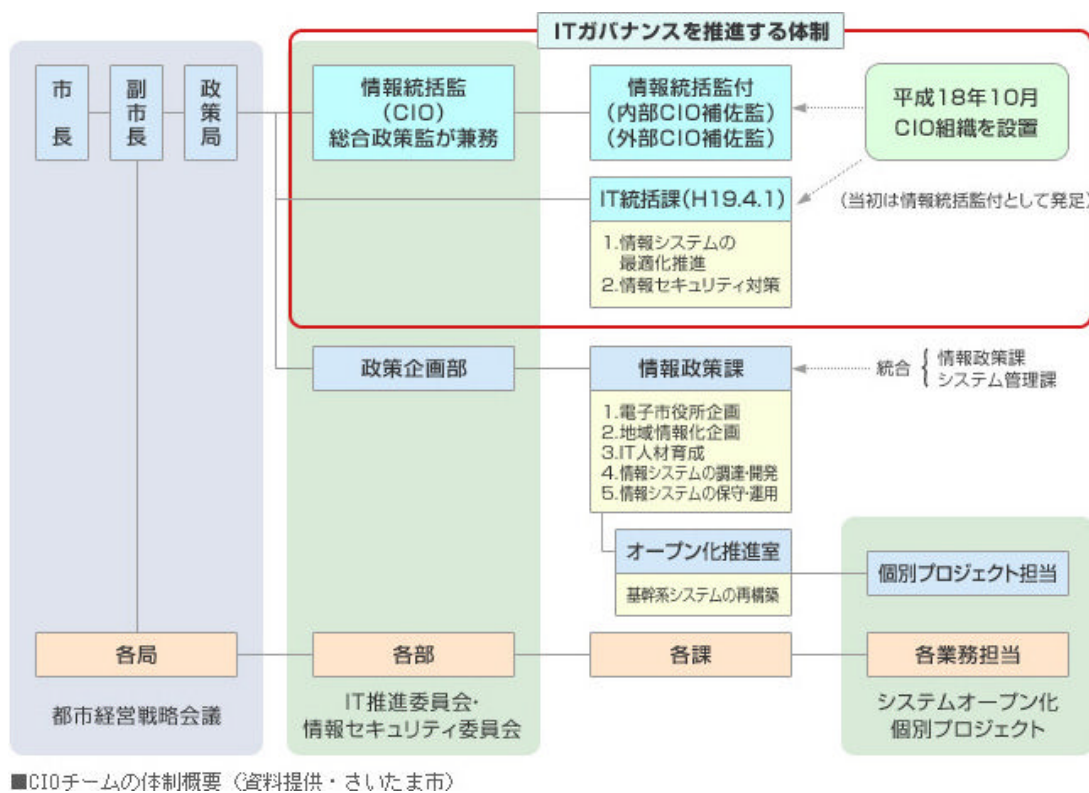 ITガバナンスを推進する体制
市長
副市長
政策局
情報統括監
(CIO)
総合政策監が兼務
情報統括監付
(内部CIO補佐監)
(外部CIO補佐監)
平成18年10月
CIO組織を設置
IT統括課(H19.4.1)
(当初は情報統括監付として発足)
1.情報システムの
最適化推進
2.情報セキュリティ対策
政策企画部
情報政策課
統合
情報政策課
システム管理課
1.電子市役所企画
2.地域情報化企画
3.IT人材育成
4.情報システムの調達・開発
5.情報システムの保守・運用
オープン化推進室
個別プロジェクト担当
基幹系システムの再構築
各局
各部
各課
各業務担当
都市経営戦略会議
IT推進委員会・
情報セキュリティ委員会
システムオープン化
個別プロジェクト
■CIOチームの体制概要（資料提供・さいたま市）